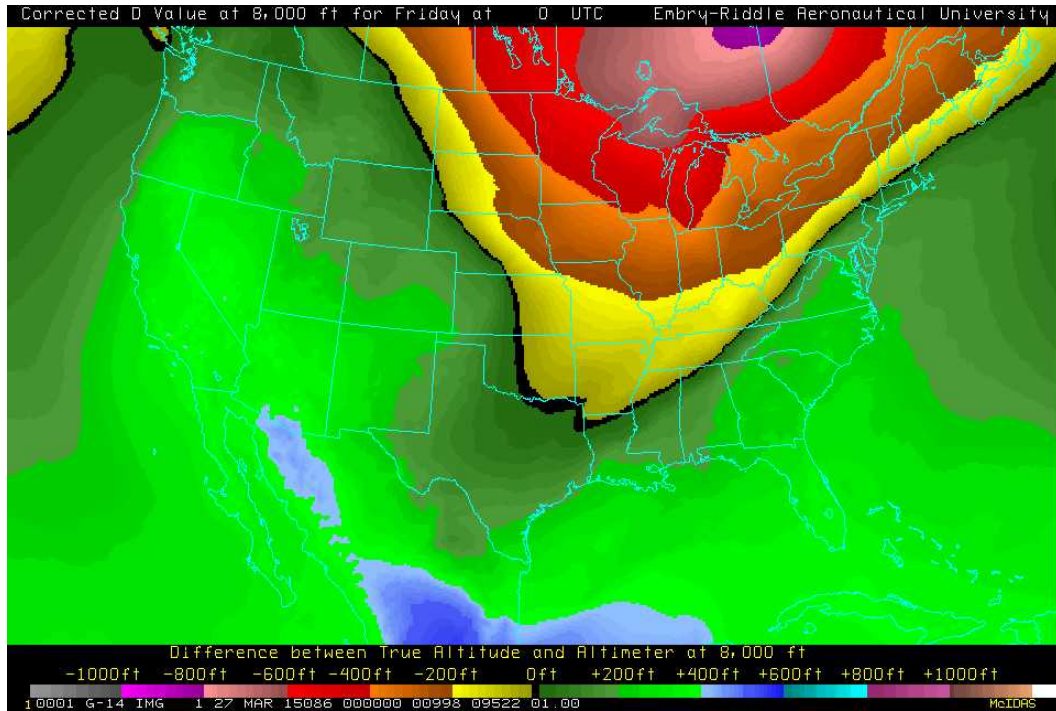 Corrected D Value at 8,000 ft for Friday at 0 UTC Embry-Riddle Aeronautical University
Difference between True Altitude and Altimeter at 8,000 ft
-1000ft -800ft -600ft -400ft -200ft 0ft +200ft +400ft +600ft +800ft +1000ft
1 0001 G-14 IMG 1 27 MAR 15086 000000 00998 09522 01.00 McIDAS